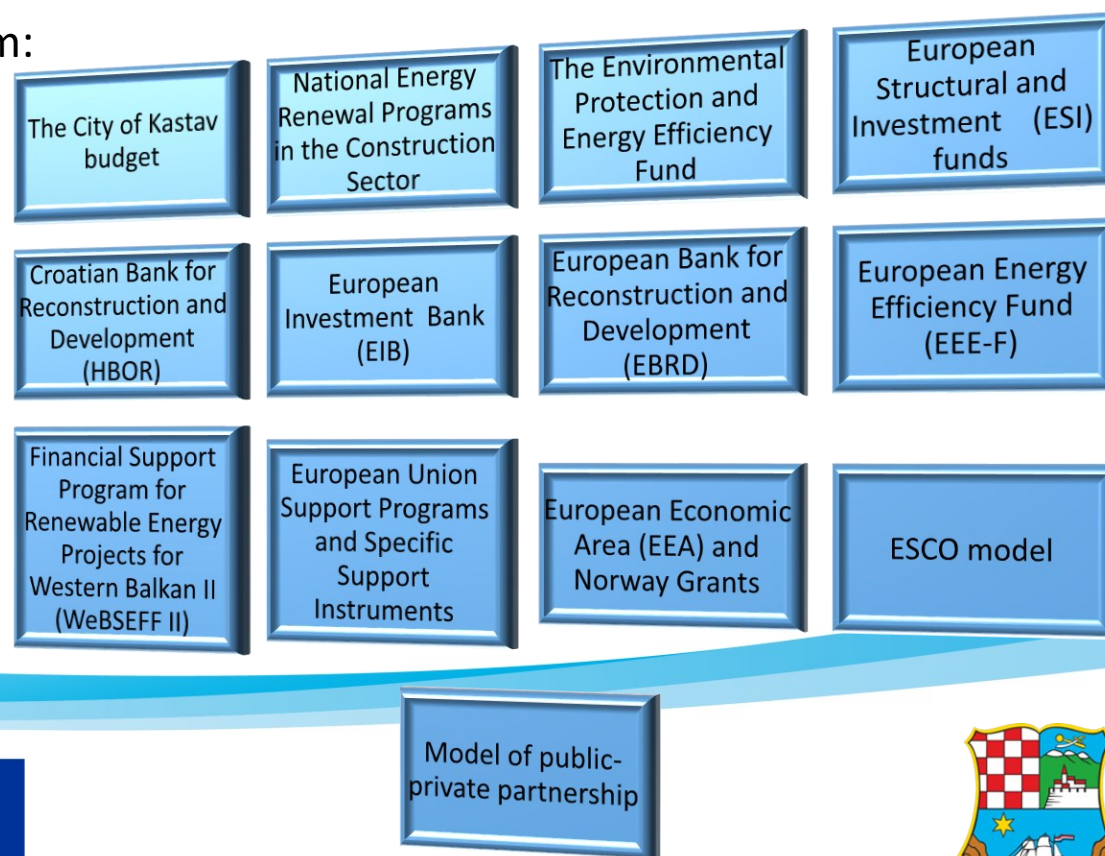 m:
The City of Kastav
budget
National Energy
Renewal Programs
in the Construction
Sector
The Environmental
Protection and
Energy Efficiency
Fund
European
Structural and
Investment (ESI)
funds
Croatian Bank for
Reconstruction and
Development
(HBOR)
European
Investment Bank
(EIB)
European Bank for
Reconstruction and
Development
(EBRD)
European Energy
Efficiency Fund
(EEE-F)
Financial Support
Program for
Renewable Energy
Projects for
Western Balkan II
(WeBSEFF II)
European Union
Support Programs
and Specific
Support
Instruments
European Economic
Area (EEA) and
Norway Grants
ESCO model
Model of public-
private partnership